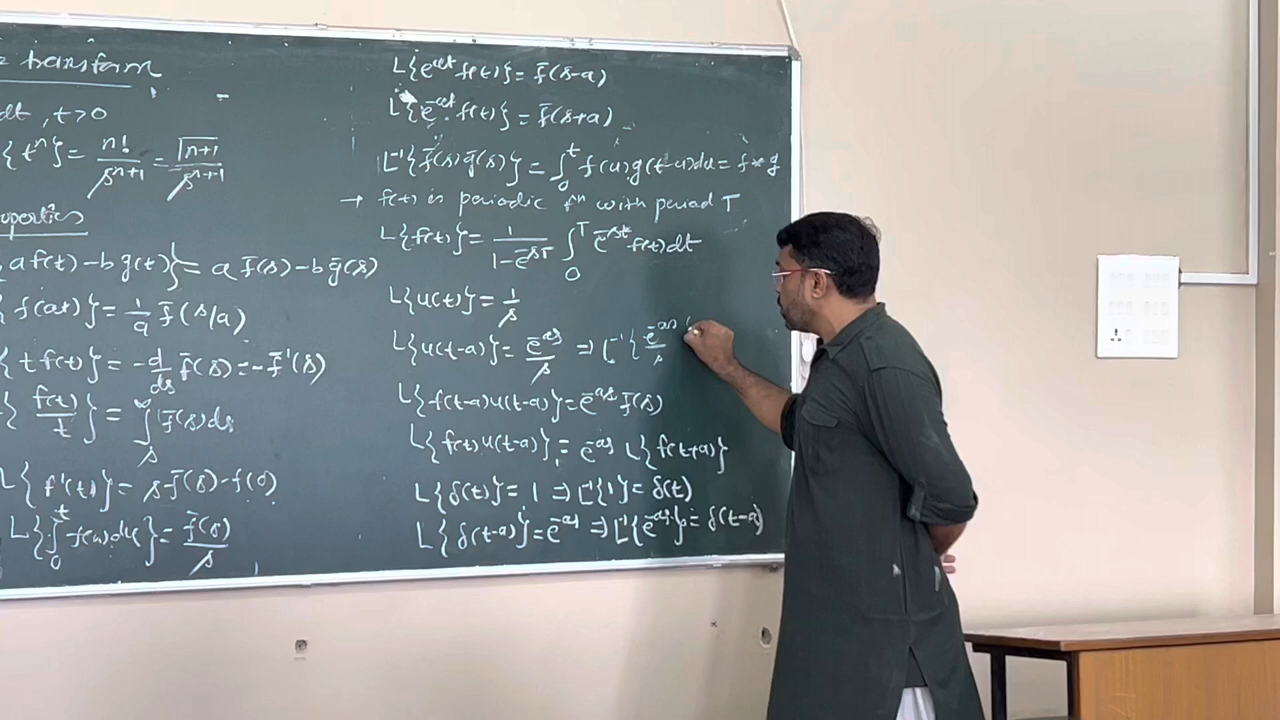 transform
dt , t>0
{tⁿ} = n!/sⁿ⁺¹ = Γ(n+1)/sⁿ⁺¹
a f(t) - b g(t)} = a f̄(s) - b ḡ(s)
{f(at)} = 1/a f̄(s/a)
{t f(t)} = -d/ds f̄(s) = -f̄'(s)
{f(t)/t} = ∫ₛ^∞ f̄(s) ds
L{f'(t)} = s f̄(s) - f(0)
L{∫₀ᵗ f(u) du} = f̄(s)/s
L{e^{at} f(t)} = f̄(s-a)
L{e^{-at} f(t)} = f̄(s+a)
L⁻¹{f̄(s) ḡ(s)} = ∫₀ᵗ f(u) g(t-u) du = f * g
→ f(t) is periodic fⁿ with period T
L{f(t)} = 1/(1-e^{-sT}) ∫₀ᵀ e^{-st} f(t) dt
L{u(t)} = 1/s
L{u(t-a)} = e^{-as}/s ⇒ L⁻¹{e^{-as}/s
L{f(t-a)u(t-a)} = e^{-as} f̄(s)
L{f(t)u(t-a)} = e^{-as} L{f(t+a)}
L{δ(t)} = 1 ⇒ L⁻¹{1} = δ(t)
L{δ(t-a)} = e^{-as} ⇒ L⁻¹{e^{-as}} = δ(t-a)